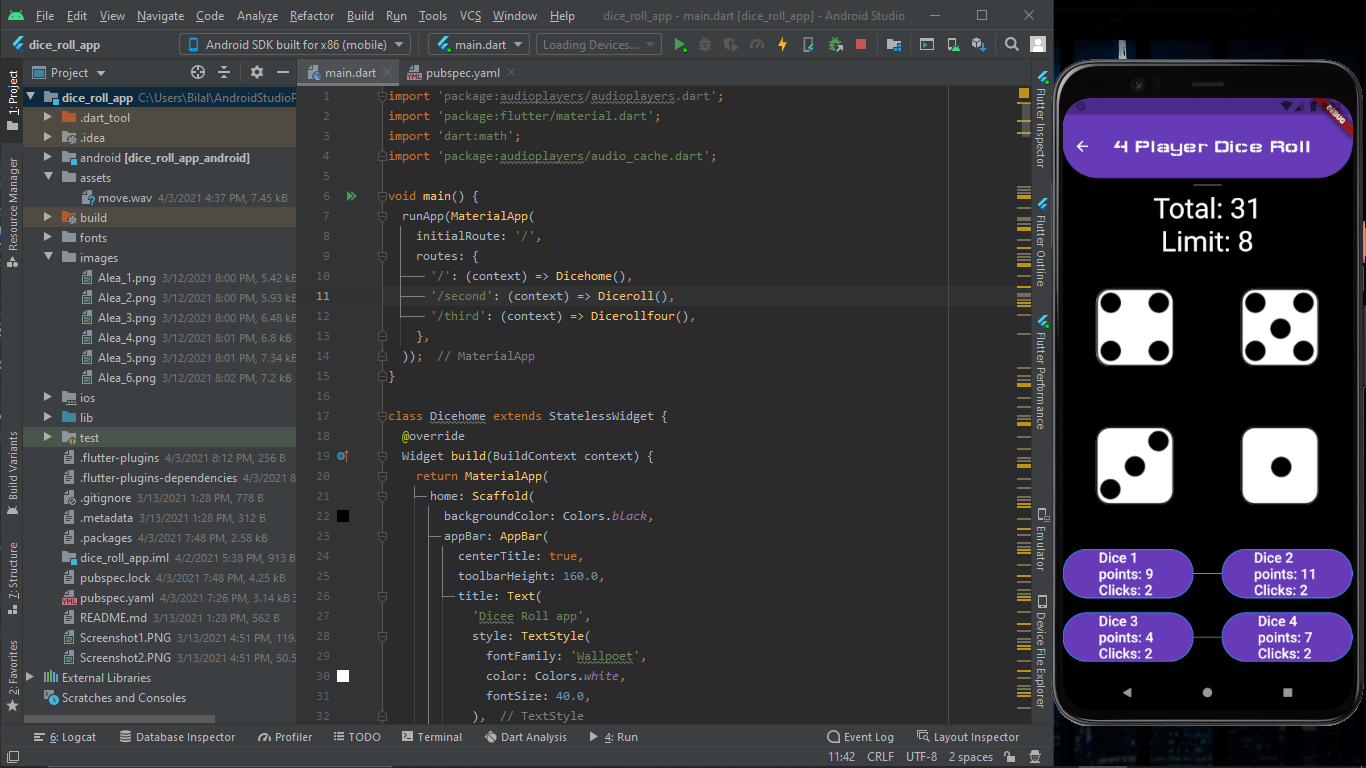 File Edit View Navigate Code Analyze Refactor Build Run Tools VCS Window Help dice_roll_app - main.dart [dice_roll_app] - Android Studio
dice_roll_app Android SDK built for x86 (mobile) main.dart Loading Devices...
Project main.dart pubspec.yaml
1: Project
Resource Manager
Build Variants
Z: Structure
2: Favorites
dice_roll_app C:\Users\Bilal\AndroidStudioP
.dart_tool
.idea
android [dice_roll_app_android]
assets
move.wav 4/3/2021 4:37 PM, 7.45 kB
build
fonts
images
Alea_1.png 3/12/2021 8:00 PM, 5.42 kB
Alea_2.png 3/12/2021 8:00 PM, 5.93 kB
Alea_3.png 3/12/2021 8:00 PM, 6.48 kB
Alea_4.png 3/12/2021 8:01 PM, 6.8 kB
Alea_5.png 3/12/2021 8:01 PM, 7.34 kB
Alea_6.png 3/12/2021 8:02 PM, 7.2 kB
ios
lib
test
.flutter-plugins 4/3/2021 8:12 PM, 256 B
.flutter-plugins-dependencies 4/3/2021 8
.gitignore 3/13/2021 1:28 PM, 778 B
.metadata 3/13/2021 1:28 PM, 312 B
.packages 4/3/2021 7:48 PM, 2.58 kB
dice_roll_app.iml 4/2/2021 5:38 PM, 913 B
pubspec.lock 4/3/2021 7:48 PM, 4.25 kB
pubspec.yaml 4/3/2021 7:26 PM, 3.14 kB 3
README.md 3/13/2021 1:28 PM, 562 B
Screenshot1.PNG 3/13/2021 4:51 PM, 119.
Screenshot2.PNG 3/13/2021 4:51 PM, 50.5
External Libraries
Scratches and Consoles
1 import 'package:audioplayers/audioplayers.dart';
2 import 'package:flutter/material.dart';
3 import 'dart:math';
4 import 'package:audioplayers/audio_cache.dart';
5
6 void main() {
7 runApp(MaterialApp(
8 initialRoute: '/',
9 routes: {
10 '/': (context) => Dicehome(),
11 '/second': (context) => Diceroll(),
12 '/third': (context) => Dicerollfour(),
13 },
14 )); // MaterialApp
15 }
16
17 class Dicehome extends StatelessWidget {
18 @override
19 Widget build(BuildContext context) {
20 return MaterialApp(
21 home: Scaffold(
22 backgroundColor: Colors.black,
23 appBar: AppBar(
24 centerTitle: true,
25 toolbarHeight: 160.0,
26 title: Text(
27 'Dicee Roll app',
28 style: TextStyle(
29 fontFamily: 'Wallpoet',
30 color: Colors.white,
31 fontSize: 40.0,
32 ), // TextStyle
Flutter Inspector
Flutter Outline
Flutter Performance
Emulator
Device File Explorer
6: Logcat Database Inspector Profiler TODO Terminal Dart Analysis 4: Run Event Log Layout Inspector
11:42 CRLF UTF-8 2 spaces
DEBUG
4 Player Dice Roll
Total: 31
Limit: 8
Dice 1
points: 9
Clicks: 2
Dice 2
points: 11
Clicks: 2
Dice 3
points: 4
Clicks: 2
Dice 4
points: 7
Clicks: 2